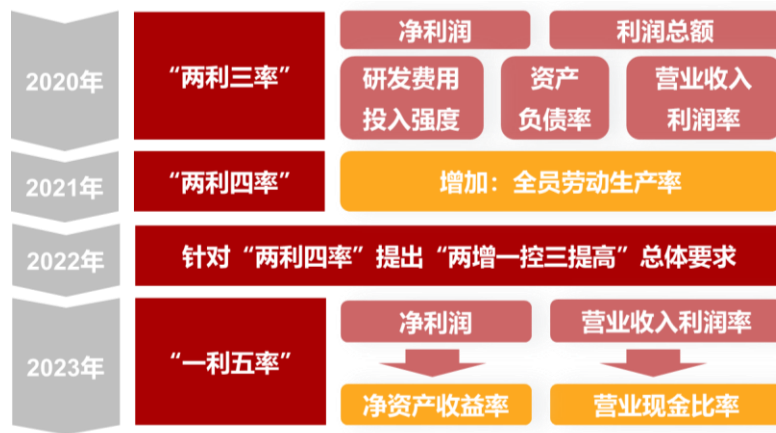 2020年
“两利三率”
净利润
利润总额
研发费用
投入强度
资产
负债率
营业收入
利润率
2021年
“两利四率”
增加：全员劳动生产率
2022年
针对“两利四率”提出“两增一控三提高”总体要求
2023年
“一利五率”
净利润
营业收入利润率
净资产收益率
营业现金比率